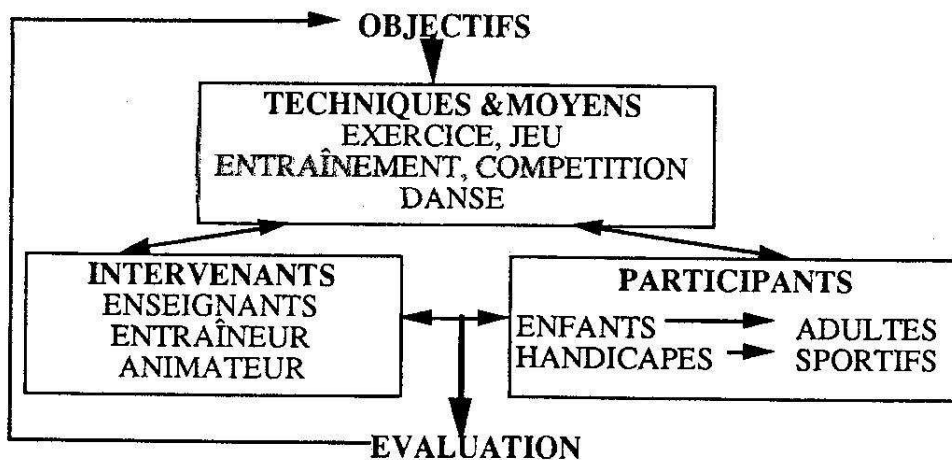 OBJECTIFS
TECHNIQUES &MOYENS
EXERCICE, JEU
ENTRAÎNEMENT, COMPETITION
DANSE
INTERVENANTS
ENSEIGNANTS
ENTRAÎNEUR
ANIMATEUR
PARTICIPANTS
ENFANTS ADULTES
HANDICAPES SPORTIFS
EVALUATION